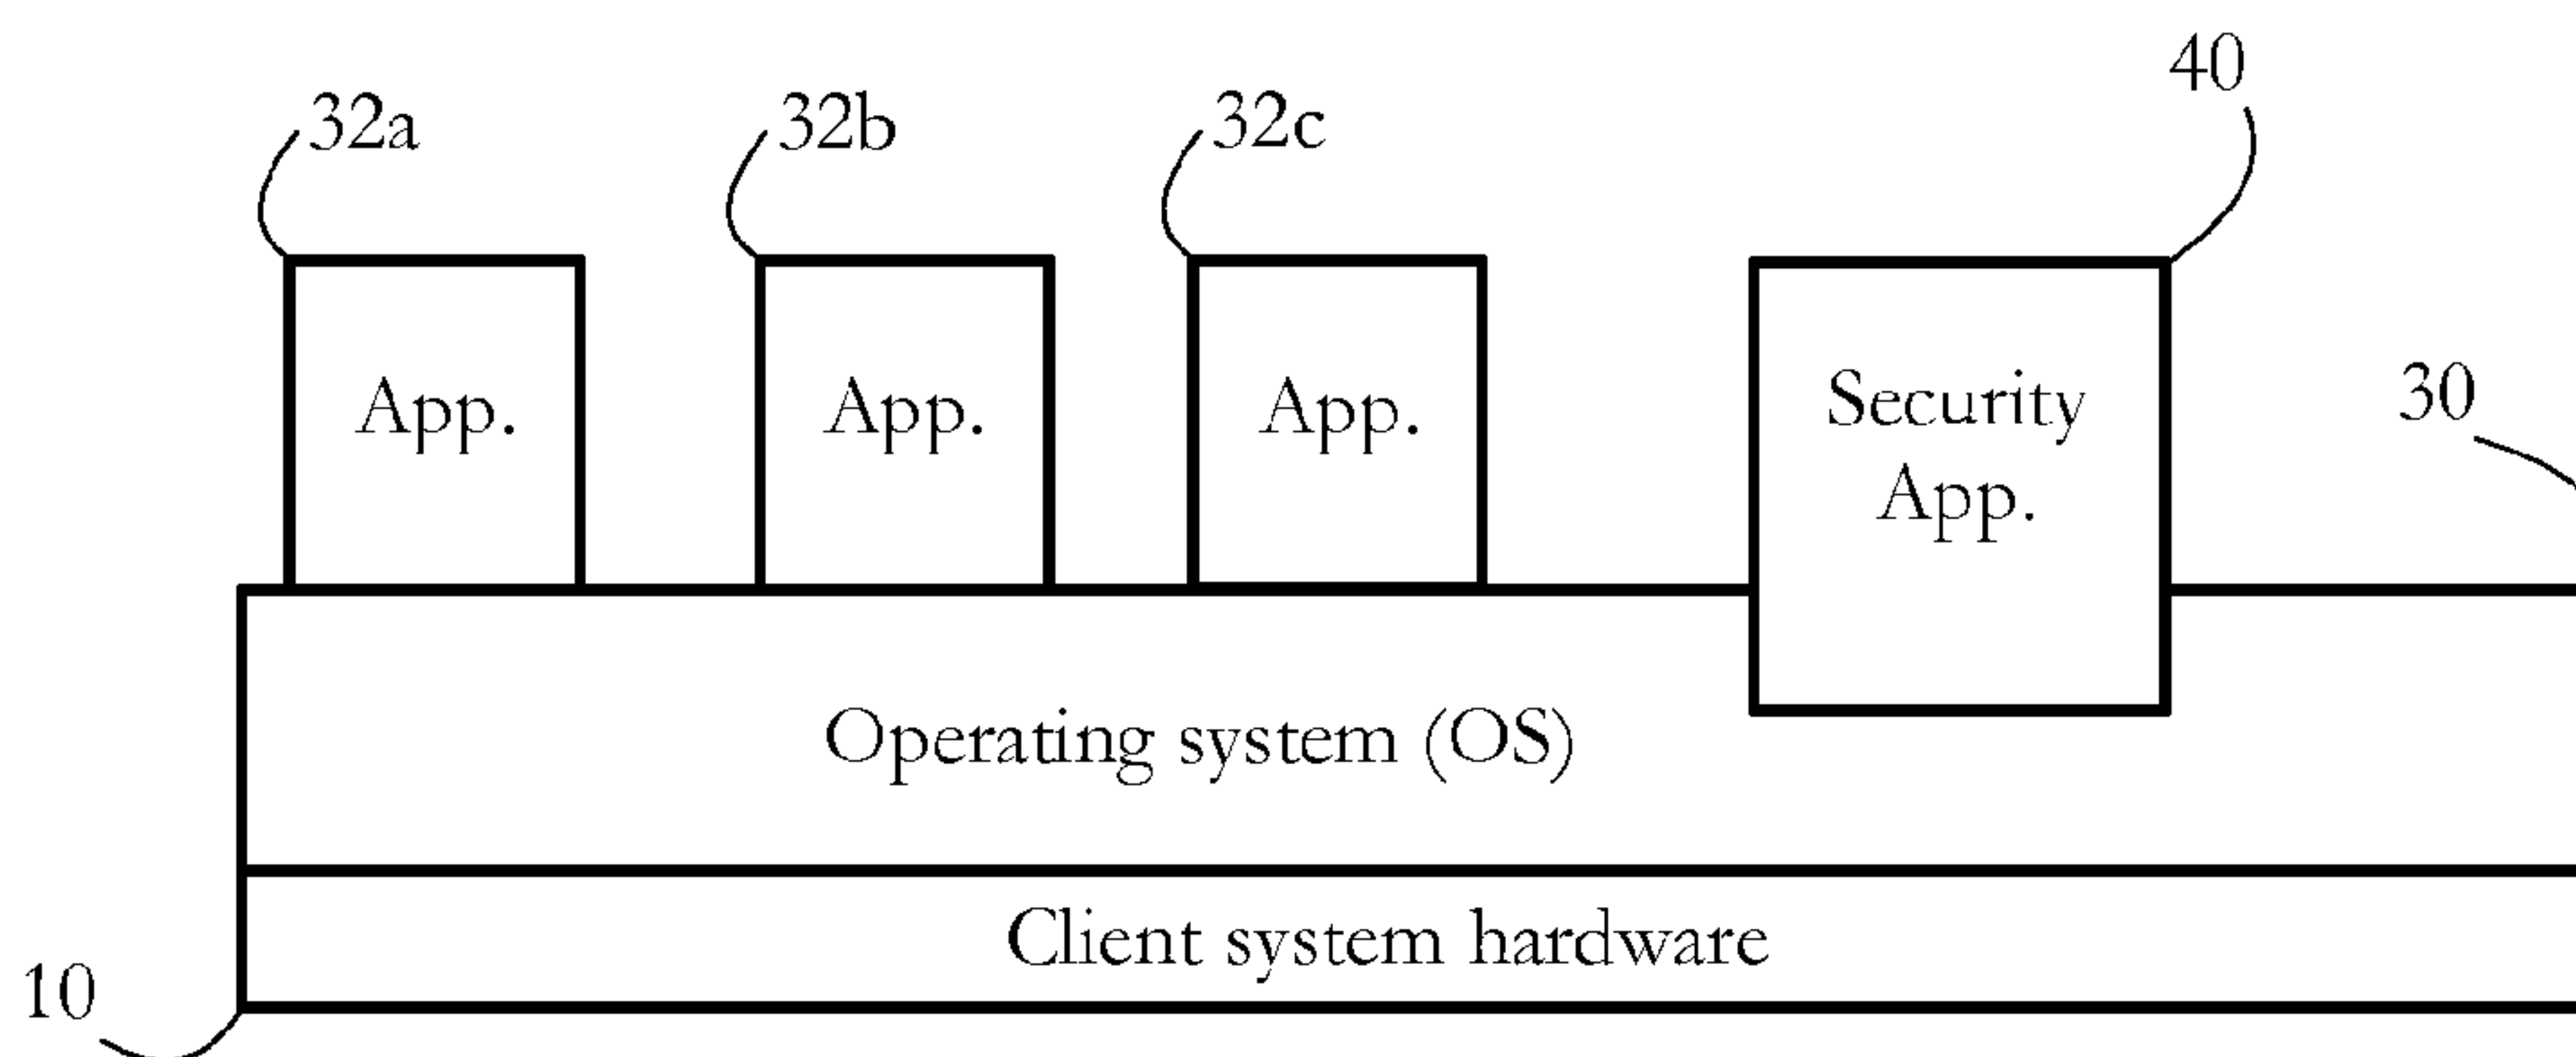 40
32a
32b
32c
30
App.
App.
App.
Security
App.
Operating system (OS)
Client system hardware
10